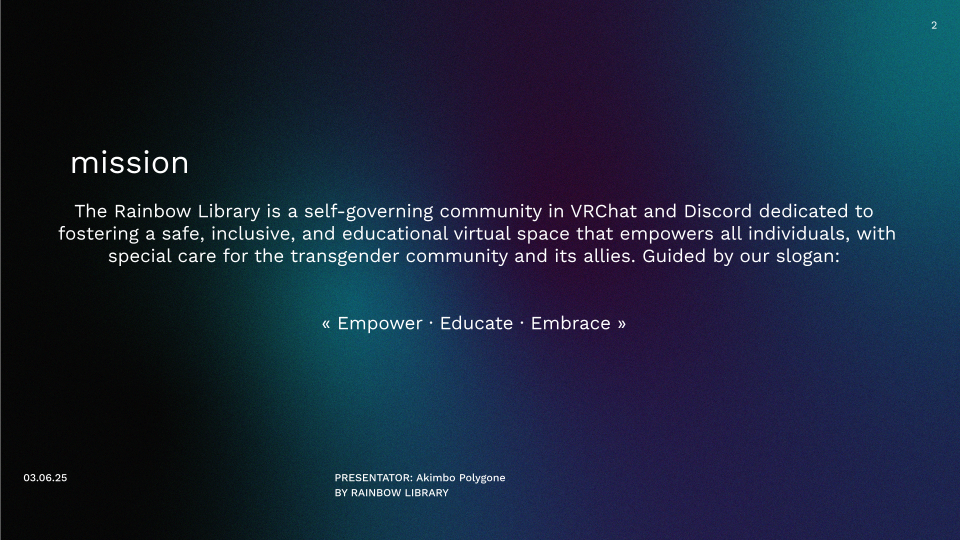 2
mission
The Rainbow Library is a self-governing community in VRChat and Discord dedicated to
fostering a safe, inclusive, and educational virtual space that empowers all individuals, with
special care for the transgender community and its allies. Guided by our slogan:
« Empower · Educate · Embrace »
03.06.25
PRESENTATOR: Akimbo Polygone
BY RAINBOW LIBRARY